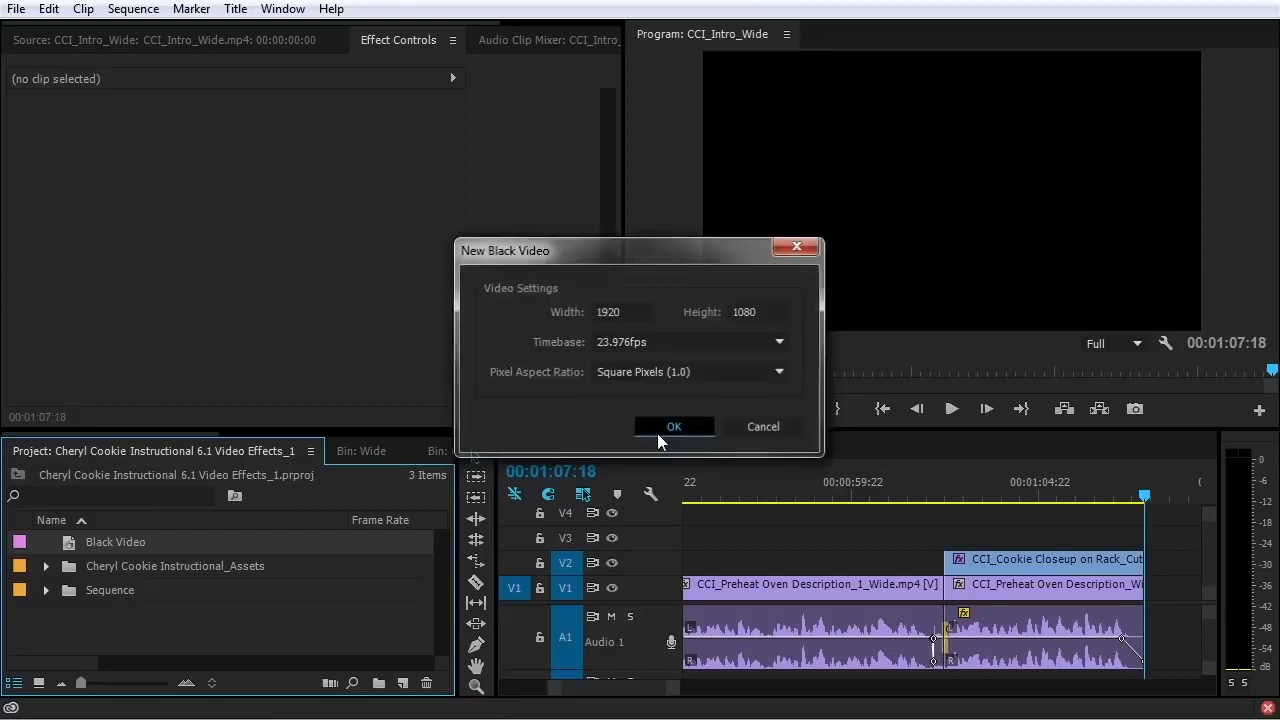 File Edit Clip Sequence Marker Title Window Help
Source: CCI_Intro_Wide: CCI_Intro_Wide.mp4: 00:00:00:00
Effect Controls
Audio Clip Mixer: CCI_Intro_
Program: CCI_Intro_Wide
(no clip selected)
00:01:07:18
New Black Video
Video Settings
Width: 1920 Height: 1080
Timebase: 23.976fps
Pixel Aspect Ratio: Square Pixels (1.0)
OK Cancel
Full 00:01:07:18
Project: Cheryl Cookie Instructional 6.1 Video Effects_1
Bin: Wide
Bin:
Cheryl Cookie Instructional 6.1 Video Effects_1.prproj
3 Items
Name Frame Rate
Black Video
Cheryl Cookie Instructional_Assets
Sequence
00:01:07:18
22 00:00:59:22 00:01:04:22
V4
V3
V2 CCI_Cookie Closeup on Rack_Cut
V1 V1 CCI_Preheat Oven Description_1_Wide.mp4 [V] CCI_Preheat Oven Description_Wi
M S
A1 Audio 1
L R
L R
0
-6
-12
-18
-24
-30
-36
-42
-48
-54
dB
S S